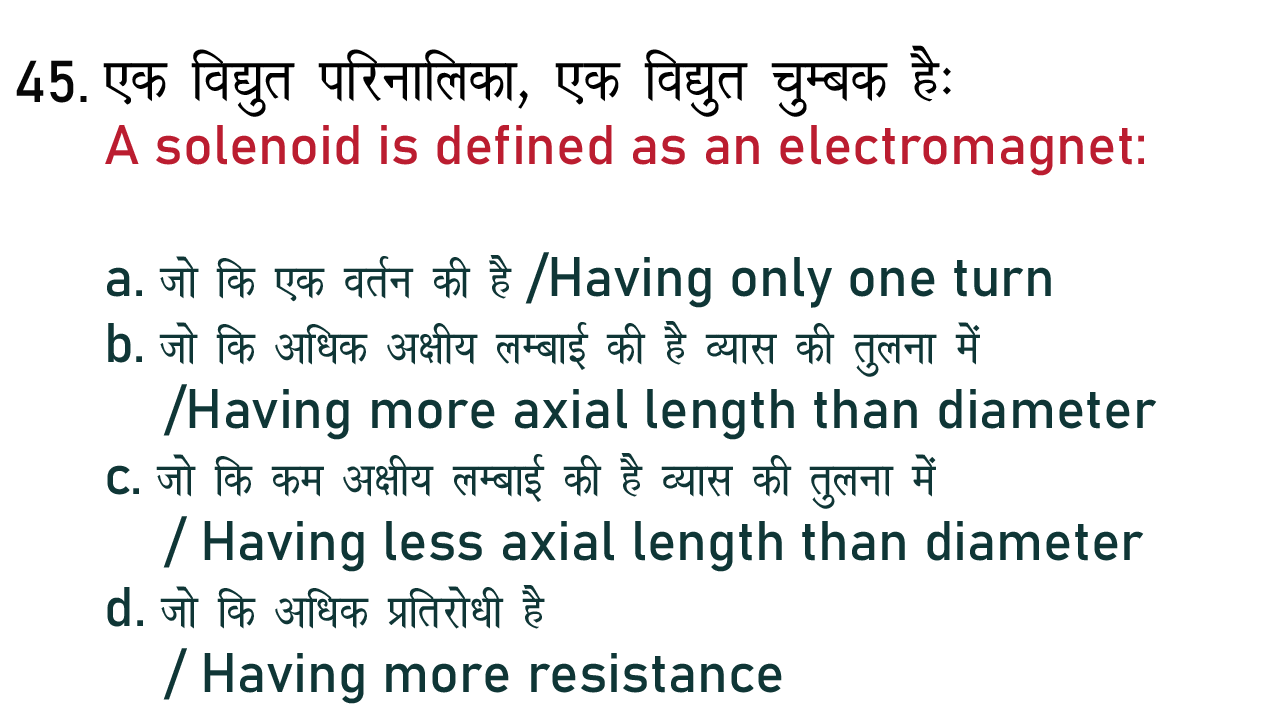 45. एक विद्युत परिनालिका, एक विद्युत चुम्बक है:
A solenoid is defined as an electromagnet:
a. जो कि एक वर्तन की है /Having only one turn
b. जो कि अधिक अक्षीय लम्बाई की है व्यास की तुलना में
/Having more axial length than diameter
c. जो कि कम अक्षीय लम्बाई की है व्यास की तुलना में
/ Having less axial length than diameter
d. जो कि अधिक प्रतिरोधी है
/ Having more resistance